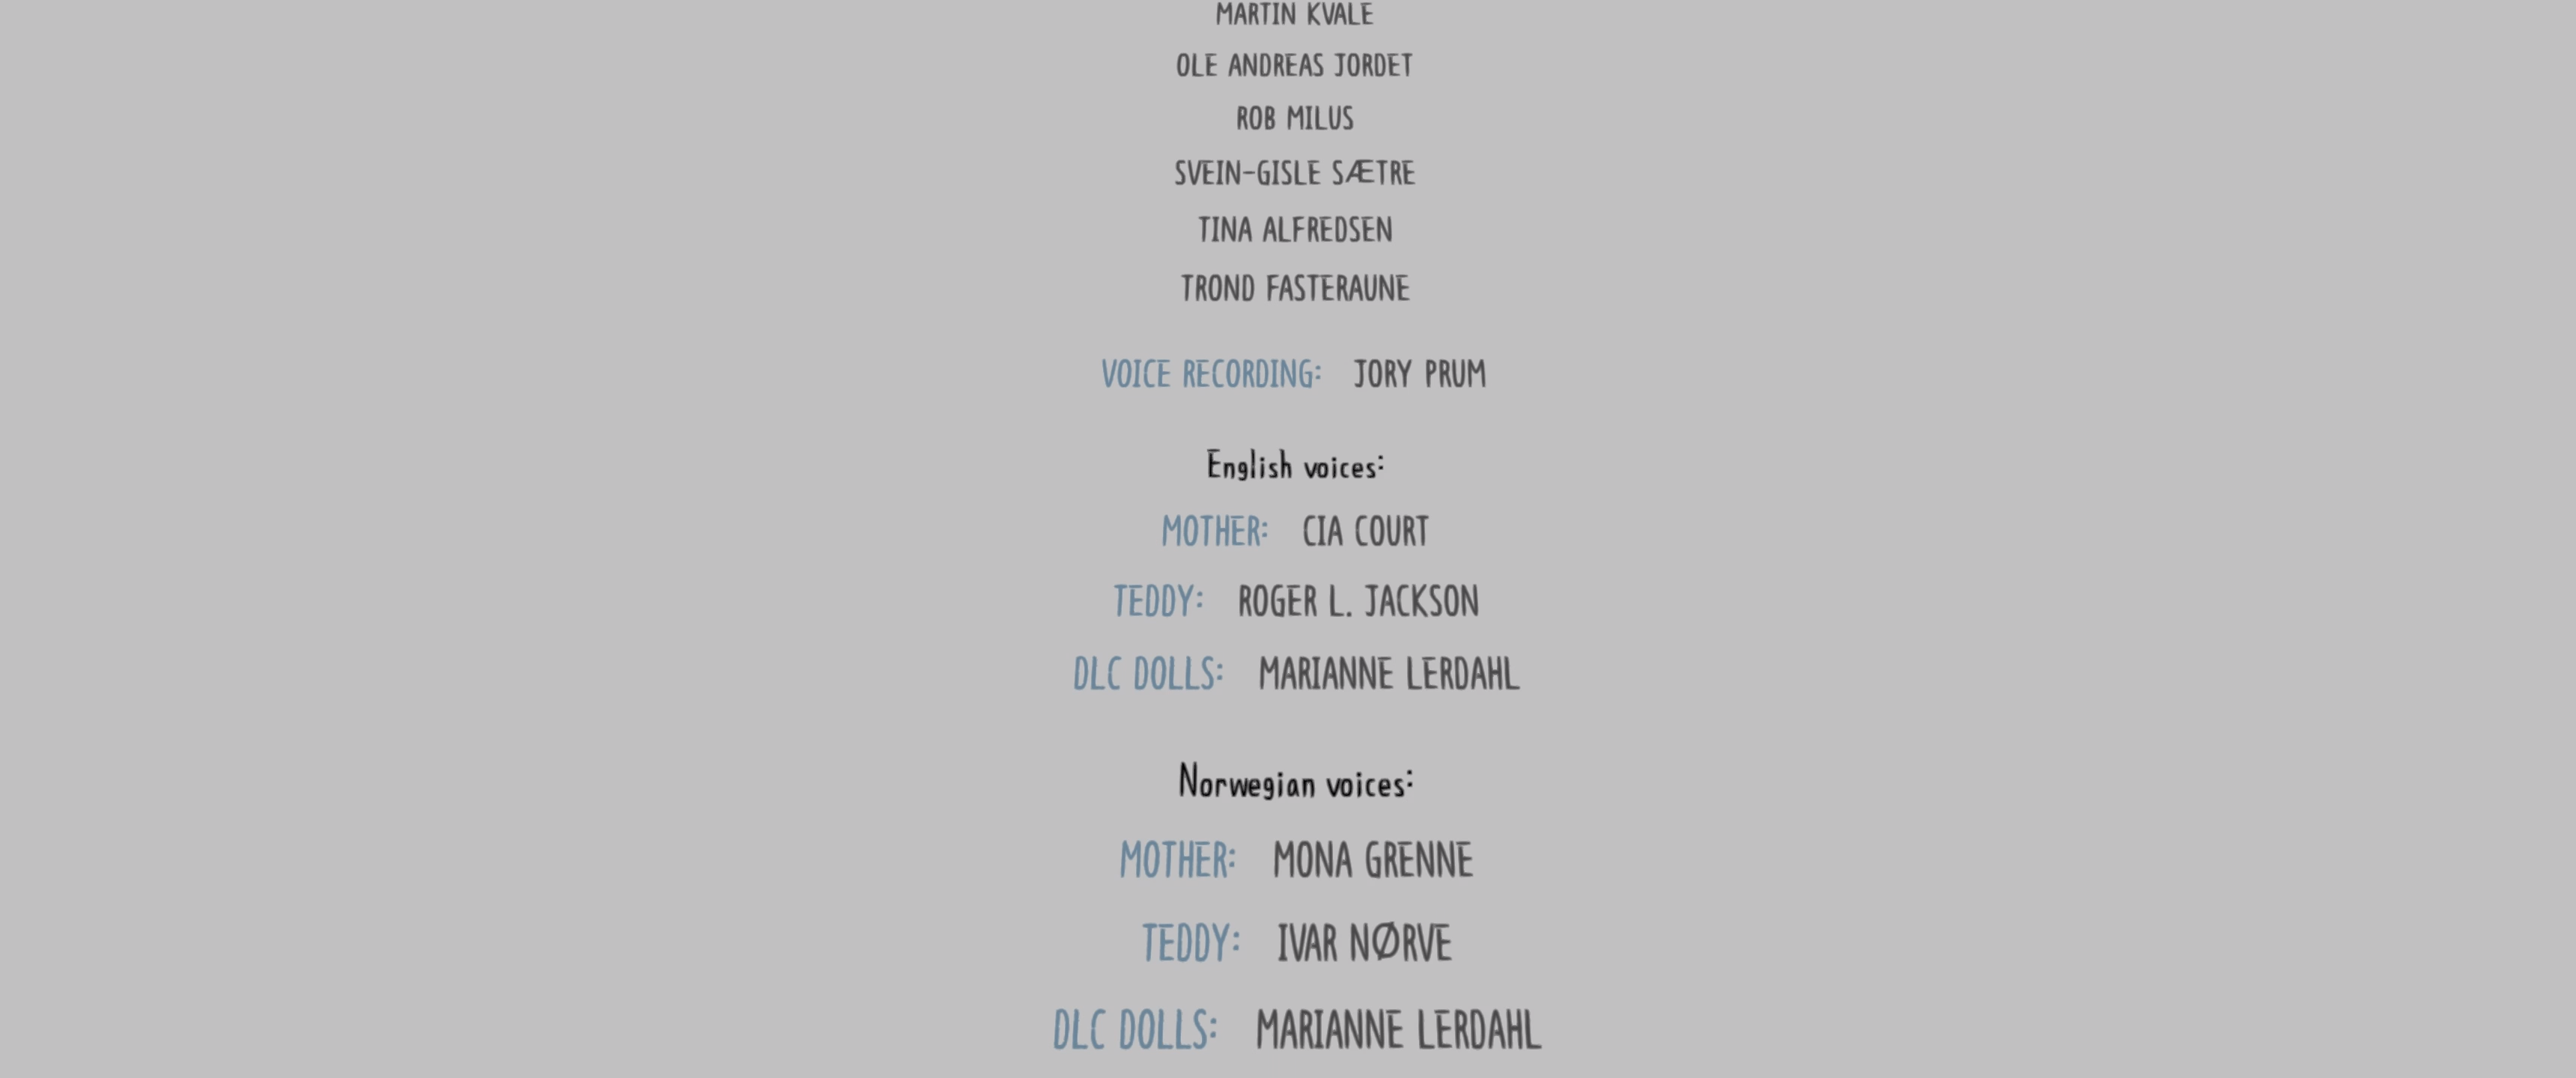 MARTIN KVALE
OLE ANDREAS JORDET
ROB MILUS
SVEIN-GISLE SÆTRE
TINA ALFREDSEN
TROND FASTERAUNE
VOICE RECORDING: JORY PRUM
English voices:
MOTHER: CIA COURT
TEDDY: ROGER L. JACKSON
DLC DOLLS: MARIANNE LERDAHL
Norwegian voices:
MOTHER: MONA GRENNE
TEDDY: IVAR NØRVE
DLC DOLLS: MARIANNE LERDAHL